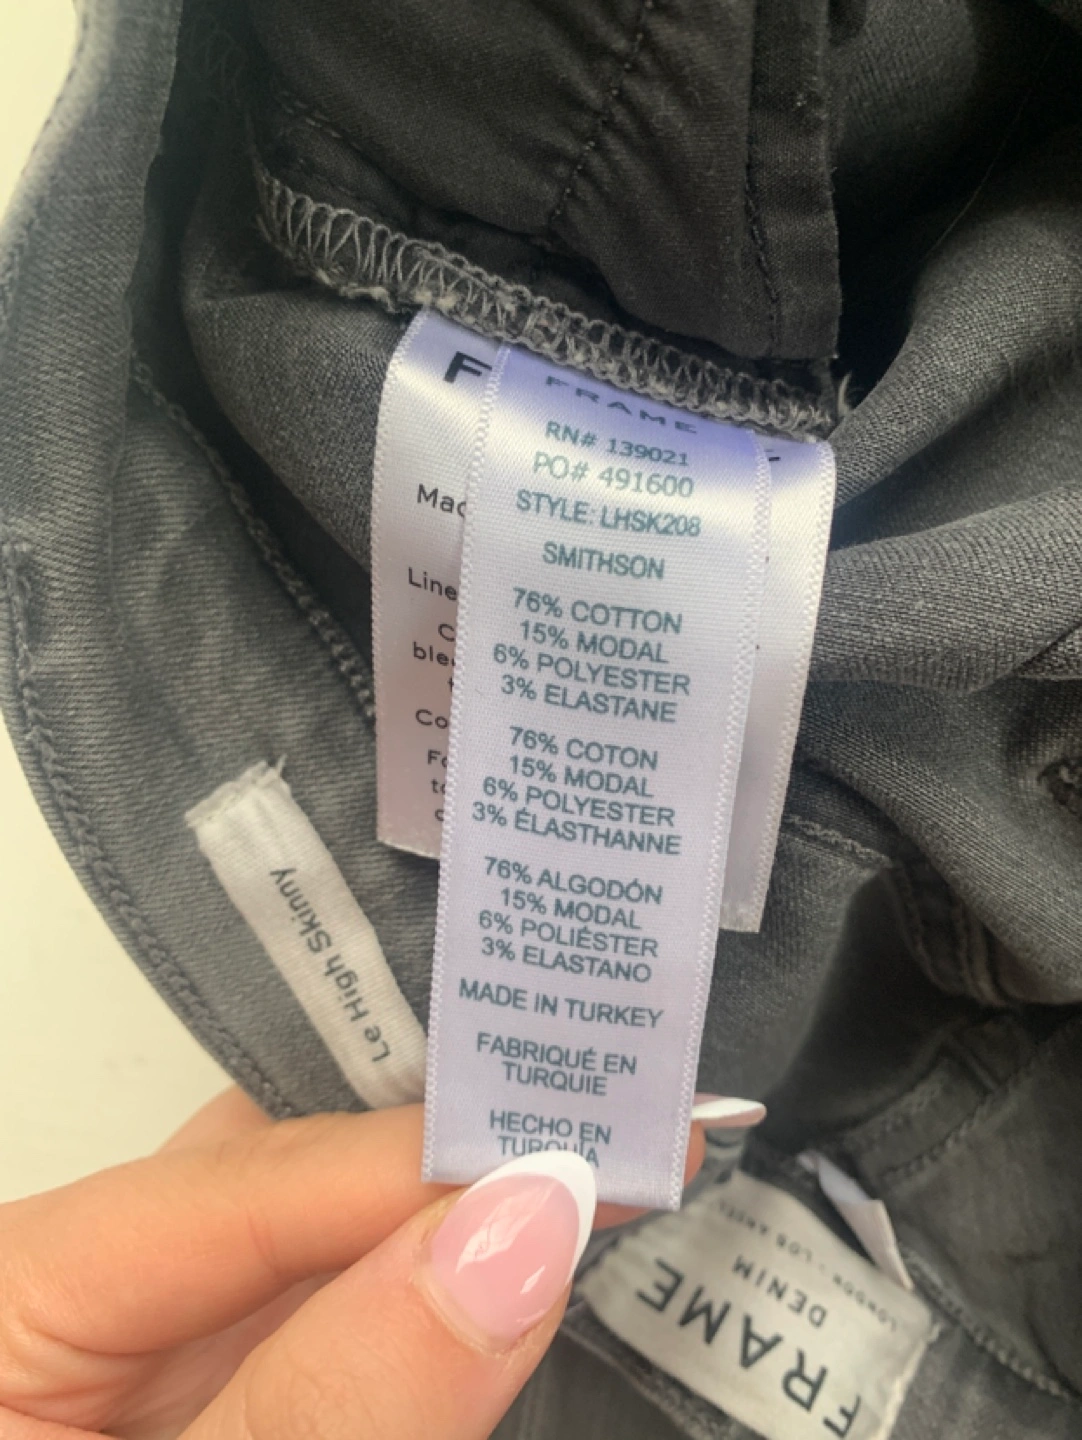 FRAME
RN# 139021
PO# 491600
STYLE: LHSK208
SMITHSON
76% COTTON
15% MODAL
6% POLYESTER
3% ELASTANE
76% COTON
15% MODAL
6% POLYESTER
3% ÉLASTHANNE
76% ALGODÓN
15% MODAL
6% POLIÉSTER
3% ELASTANO
MADE IN TURKEY
FABRIQUÉ EN
TURQUIE
HECHO EN
TURQUÍA
Le High Skinny
FRAME
DENIM
LONDON - LOS ANGEL